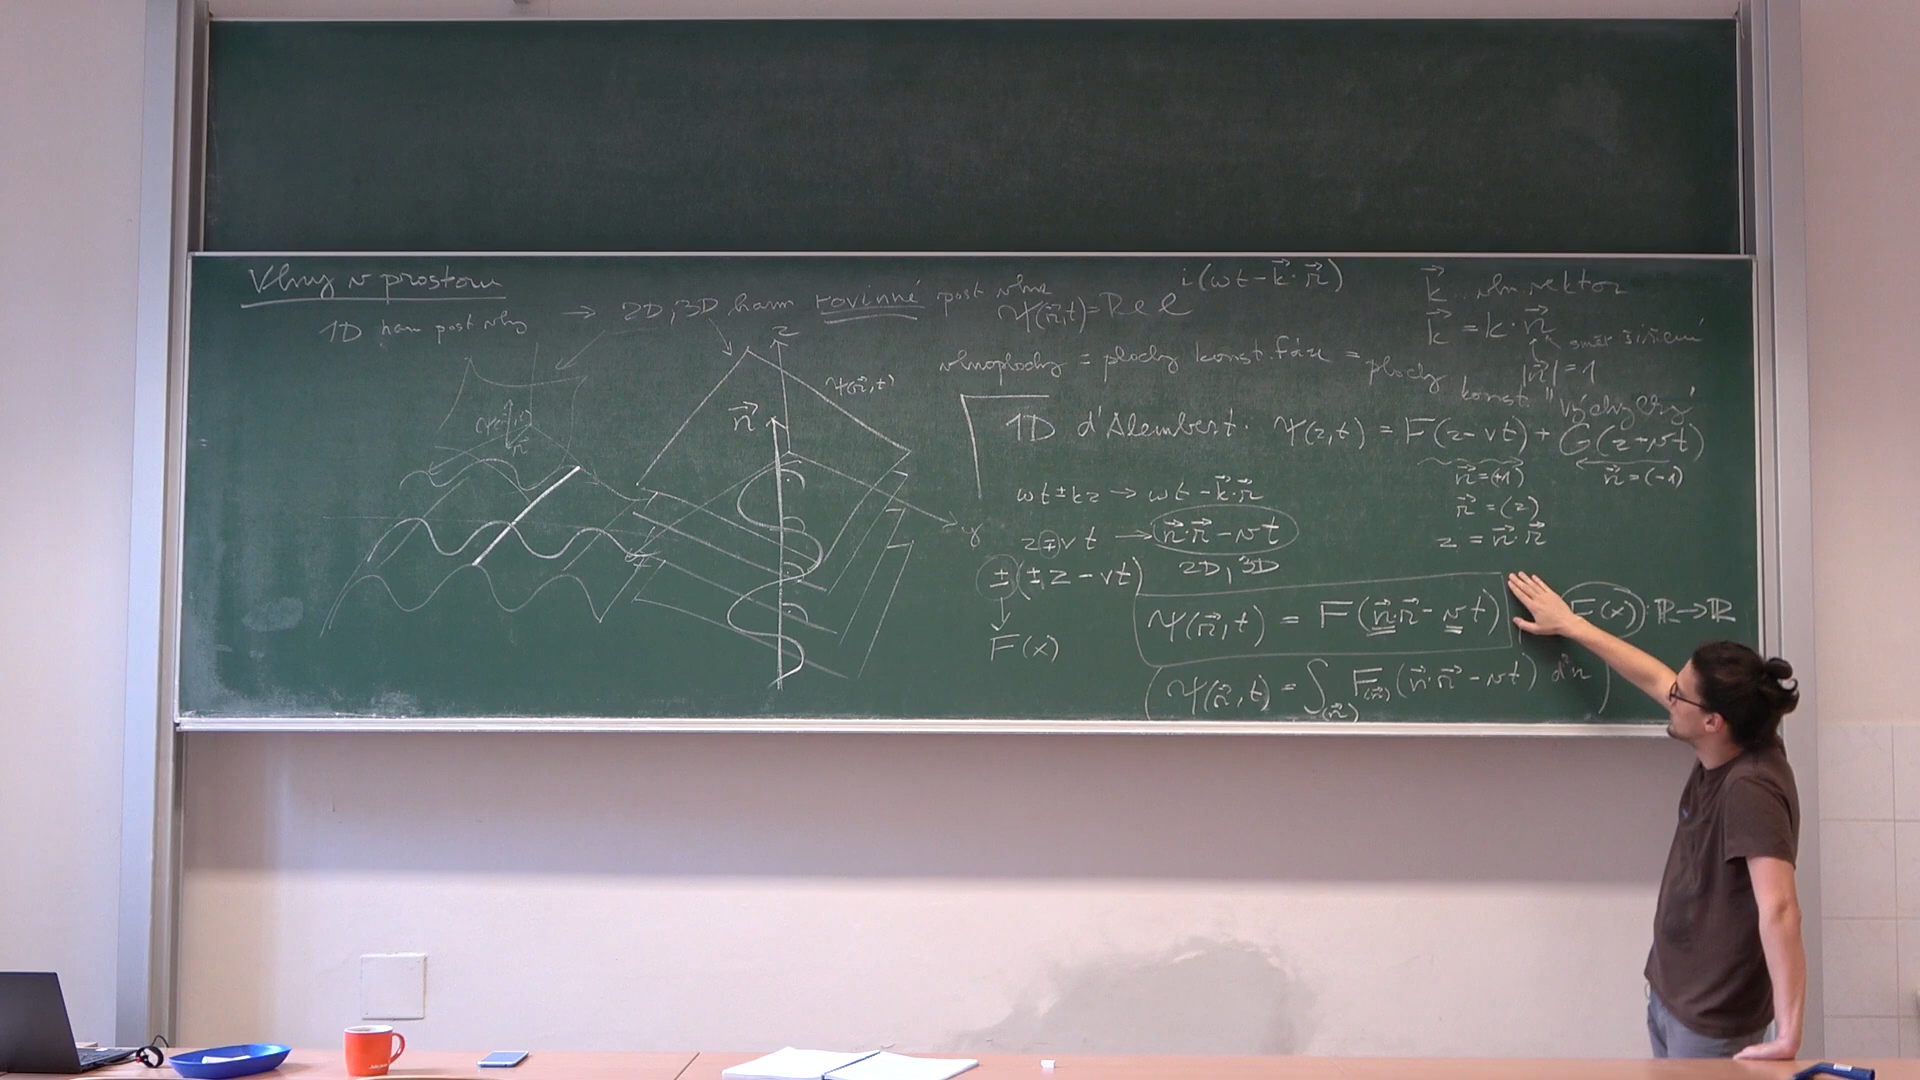 Vlny v prostoru
1D harm post vlny → 2D, 3D harm rovinné post vlna
ψ(r⃗,t) = Re e^{i(ωt - k⃗·r⃗)}
k⃗ .. vln. vektor
k⃗ = k · n⃗
směr šíření
|n⃗| = 1
vlnoplochy = plochy konst. fáze = plochy konst. "výchylky"
z
ψ(r⃗,t)
n⃗
y
1D d'Alembert. ψ(z,t) = F(z-vt) + G(z+vt)
n⃗=(+1)
n⃗=(-1)
r⃗=(z)
z = n⃗·r⃗
ωt ± kz → ωt - k⃗·r⃗
z ∓ vt → n⃗·r⃗ - vt
2D, 3D
±(±z - vt)
↓
F(x)
ψ(r⃗,t) = F(n⃗·r⃗ - vt)
F(x): ℝ→ℝ
(ψ(r⃗,t) = ∫_{(n⃗)} F_{(n⃗)}(n⃗·r⃗ - vt) d²n)